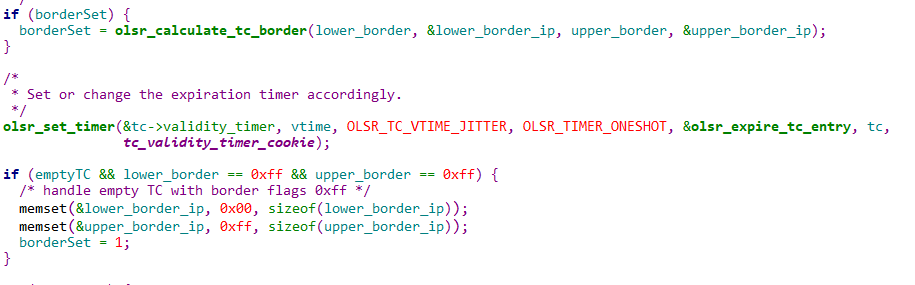 if (borderSet) {
borderSet = olsr_calculate_tc_border(lower_border, &lower_border_ip, upper_border, &upper_border_ip);
}
/*
* Set or change the expiration timer accordingly.
*/
olsr_set_timer(&tc->validity_timer, vtime, OLSR_TC_VTIME_JITTER, OLSR_TIMER_ONESHOT, &olsr_expire_tc_entry, tc,
tc_validity_timer_cookie);
if (emptyTC && lower_border == 0xff && upper_border == 0xff) {
/* handle empty TC with border flags 0xff */
memset(&lower_border_ip, 0x00, sizeof(lower_border_ip));
memset(&upper_border_ip, 0xff, sizeof(upper_border_ip));
borderSet = 1;
}